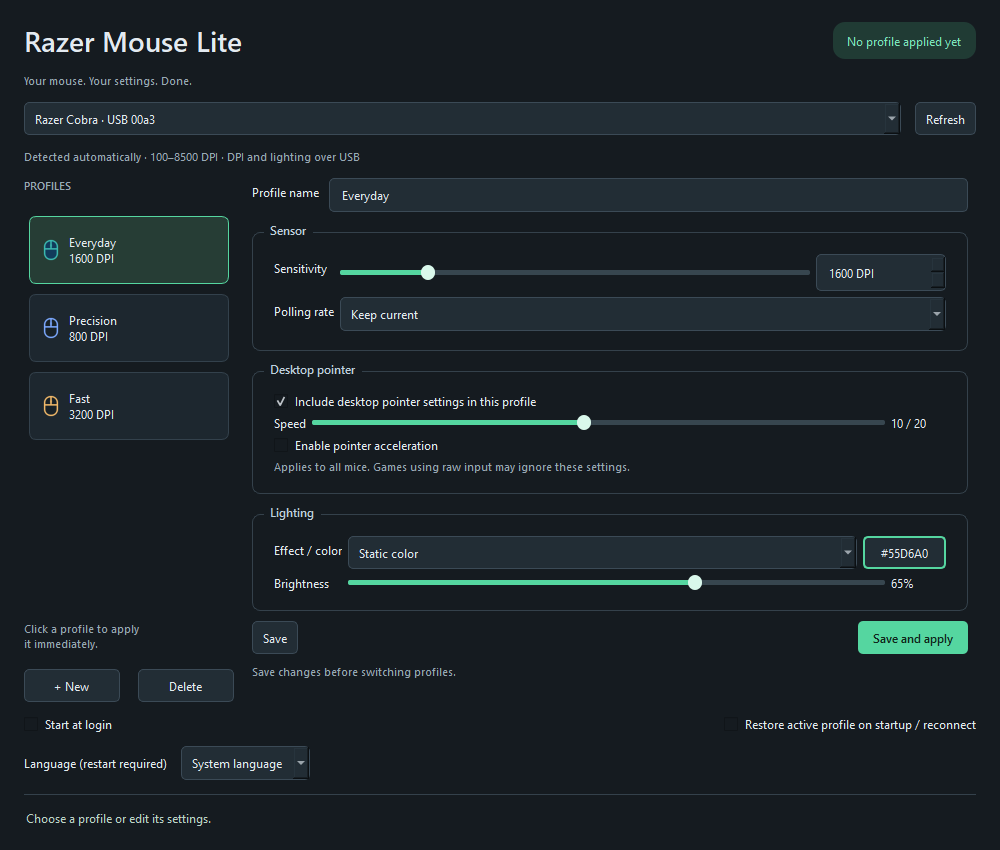 Razer Mouse Lite
No profile applied yet
Your mouse. Your settings. Done.
Razer Cobra · USB 00a3
Refresh
Detected automatically · 100–8500 DPI · DPI and lighting over USB
PROFILES
Everyday
1600 DPI
Precision
800 DPI
Fast
3200 DPI
Profile name
Everyday
Sensor
Sensitivity
1600 DPI
Polling rate
Keep current
Desktop pointer
Include desktop pointer settings in this profile
Speed
10 / 20
Enable pointer acceleration
Applies to all mice. Games using raw input may ignore these settings.
Lighting
Effect / color
Static color
#55D6A0
Brightness
65%
Click a profile to apply
it immediately.
Save
Save and apply
+ New
Delete
Save changes before switching profiles.
Start at login
Restore active profile on startup / reconnect
Language (restart required)
System language
Choose a profile or edit its settings.